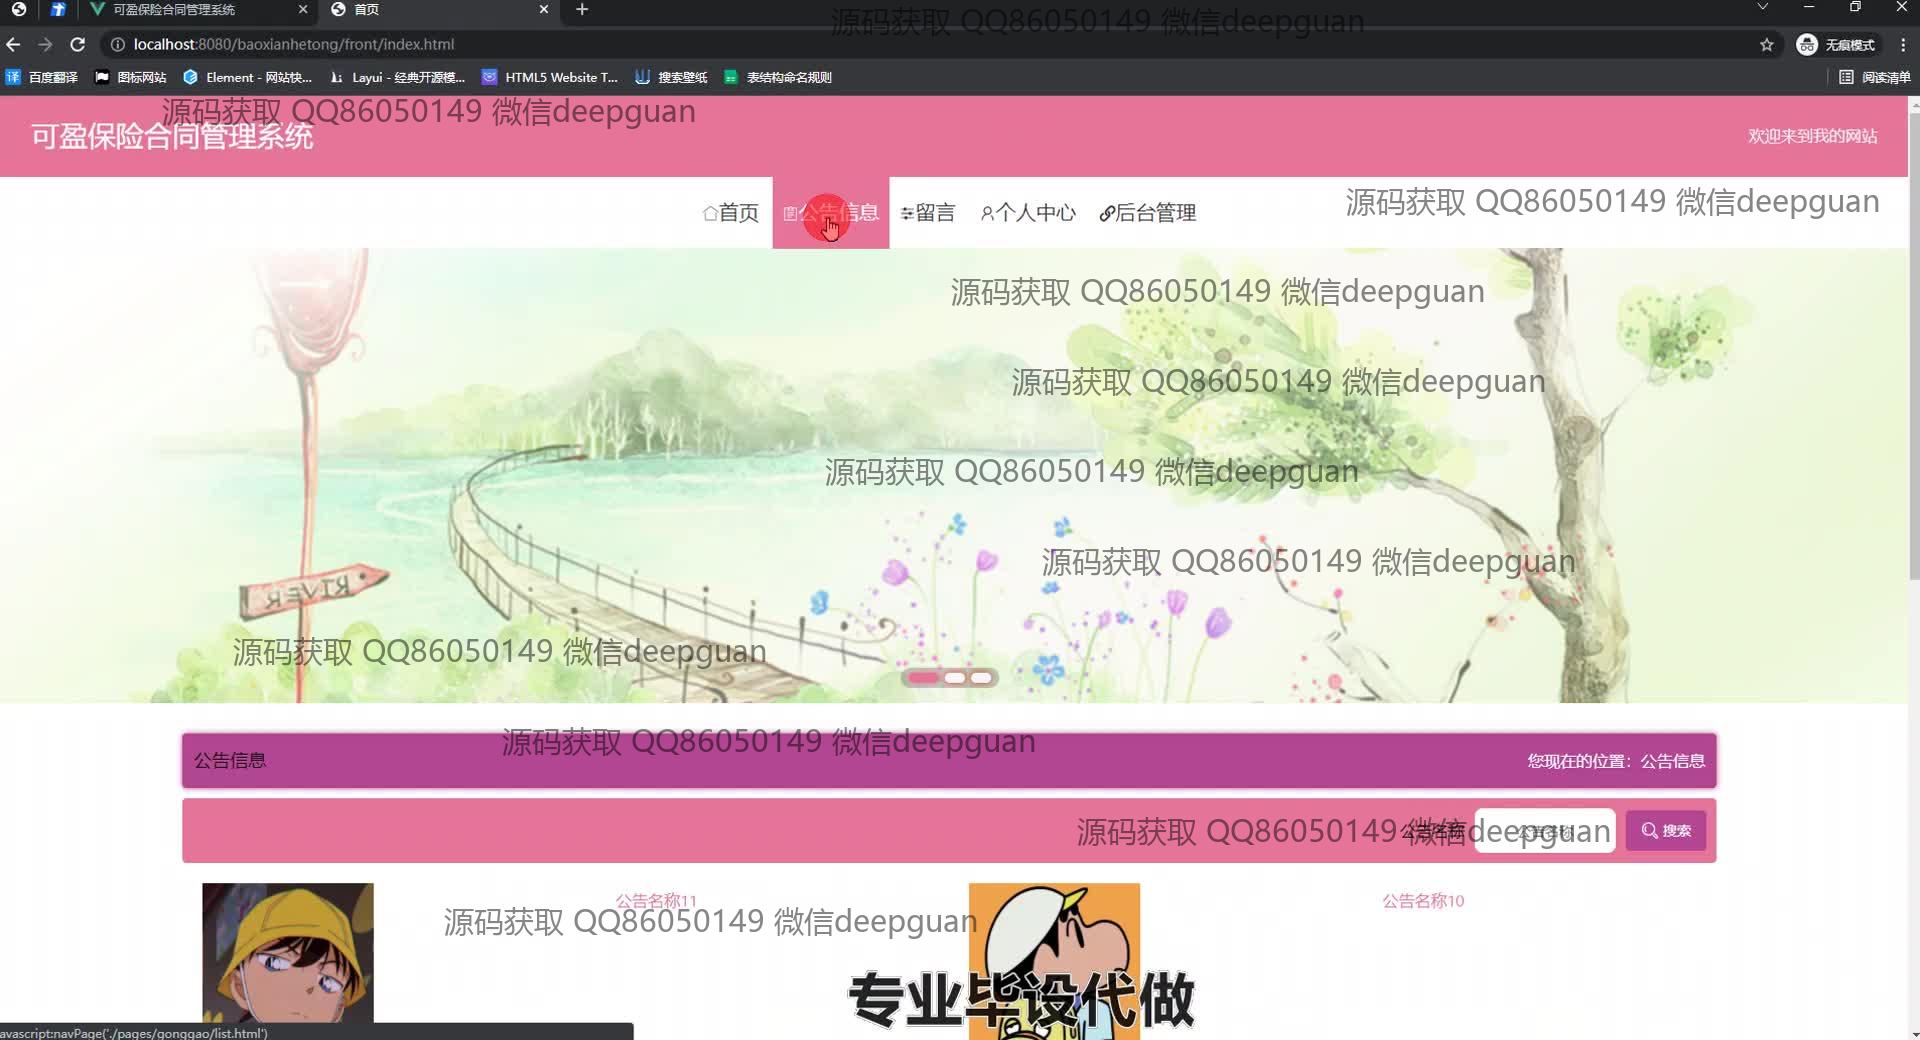 可盈保险合同管理系统
首页
源码获取 QQ86050149 微信deepguan
localhost:8080/baoxianhetong/front/index.html
无痕模式
百度翻译
图标网站
Element - 网站快...
Layui - 经典开源模...
HTML5 Website T...
搜索壁纸
表结构命名规则
阅读清单
源码获取 QQ86050149 微信deepguan
可盈保险合同管理系统
欢迎来到我的网站
首页
公告信息
留言
个人中心
后台管理
源码获取 QQ86050149 微信deepguan
源码获取 QQ86050149 微信deepguan
源码获取 QQ86050149 微信deepguan
源码获取 QQ86050149 微信deepguan
源码获取 QQ86050149 微信deepguan
RIVER
源码获取 QQ86050149 微信deepguan
源码获取 QQ86050149 微信deepguan
公告信息
您现在的位置：公告信息
源码获取 QQ86050149 微信deepguan
公告名称
公告名称
搜索
公告名称11
公告名称10
源码获取 QQ86050149 微信deepguan
专业毕设代做
avascript:navPage('./pages/gonggao/list.html')